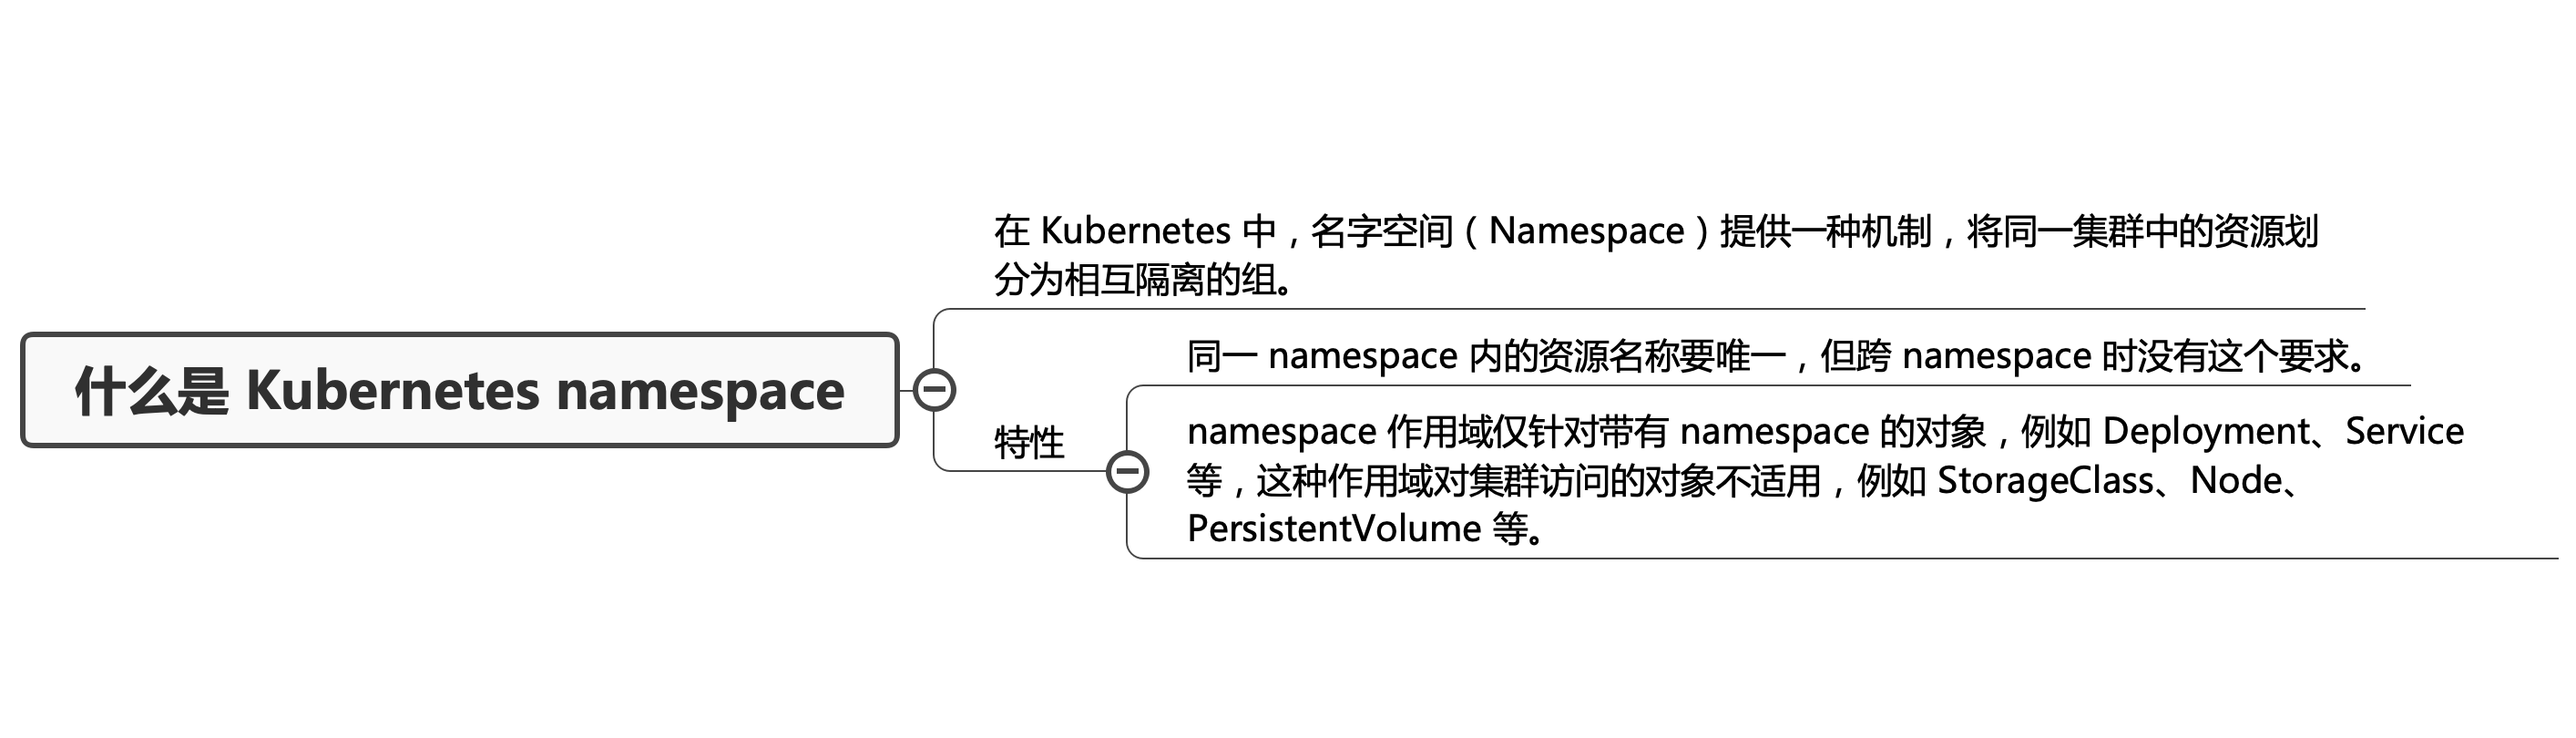 什么是 Kubernetes namespace
在 Kubernetes 中，名字空间（Namespace）提供一种机制，将同一集群中的资源划
分为相互隔离的组。
特性
同一 namespace 内的资源名称要唯一，但跨 namespace 时没有这个要求。
namespace 作用域仅针对带有 namespace 的对象，例如 Deployment、Service
等，这种作用域对集群访问的对象不适用，例如 StorageClass、Node、
PersistentVolume 等。